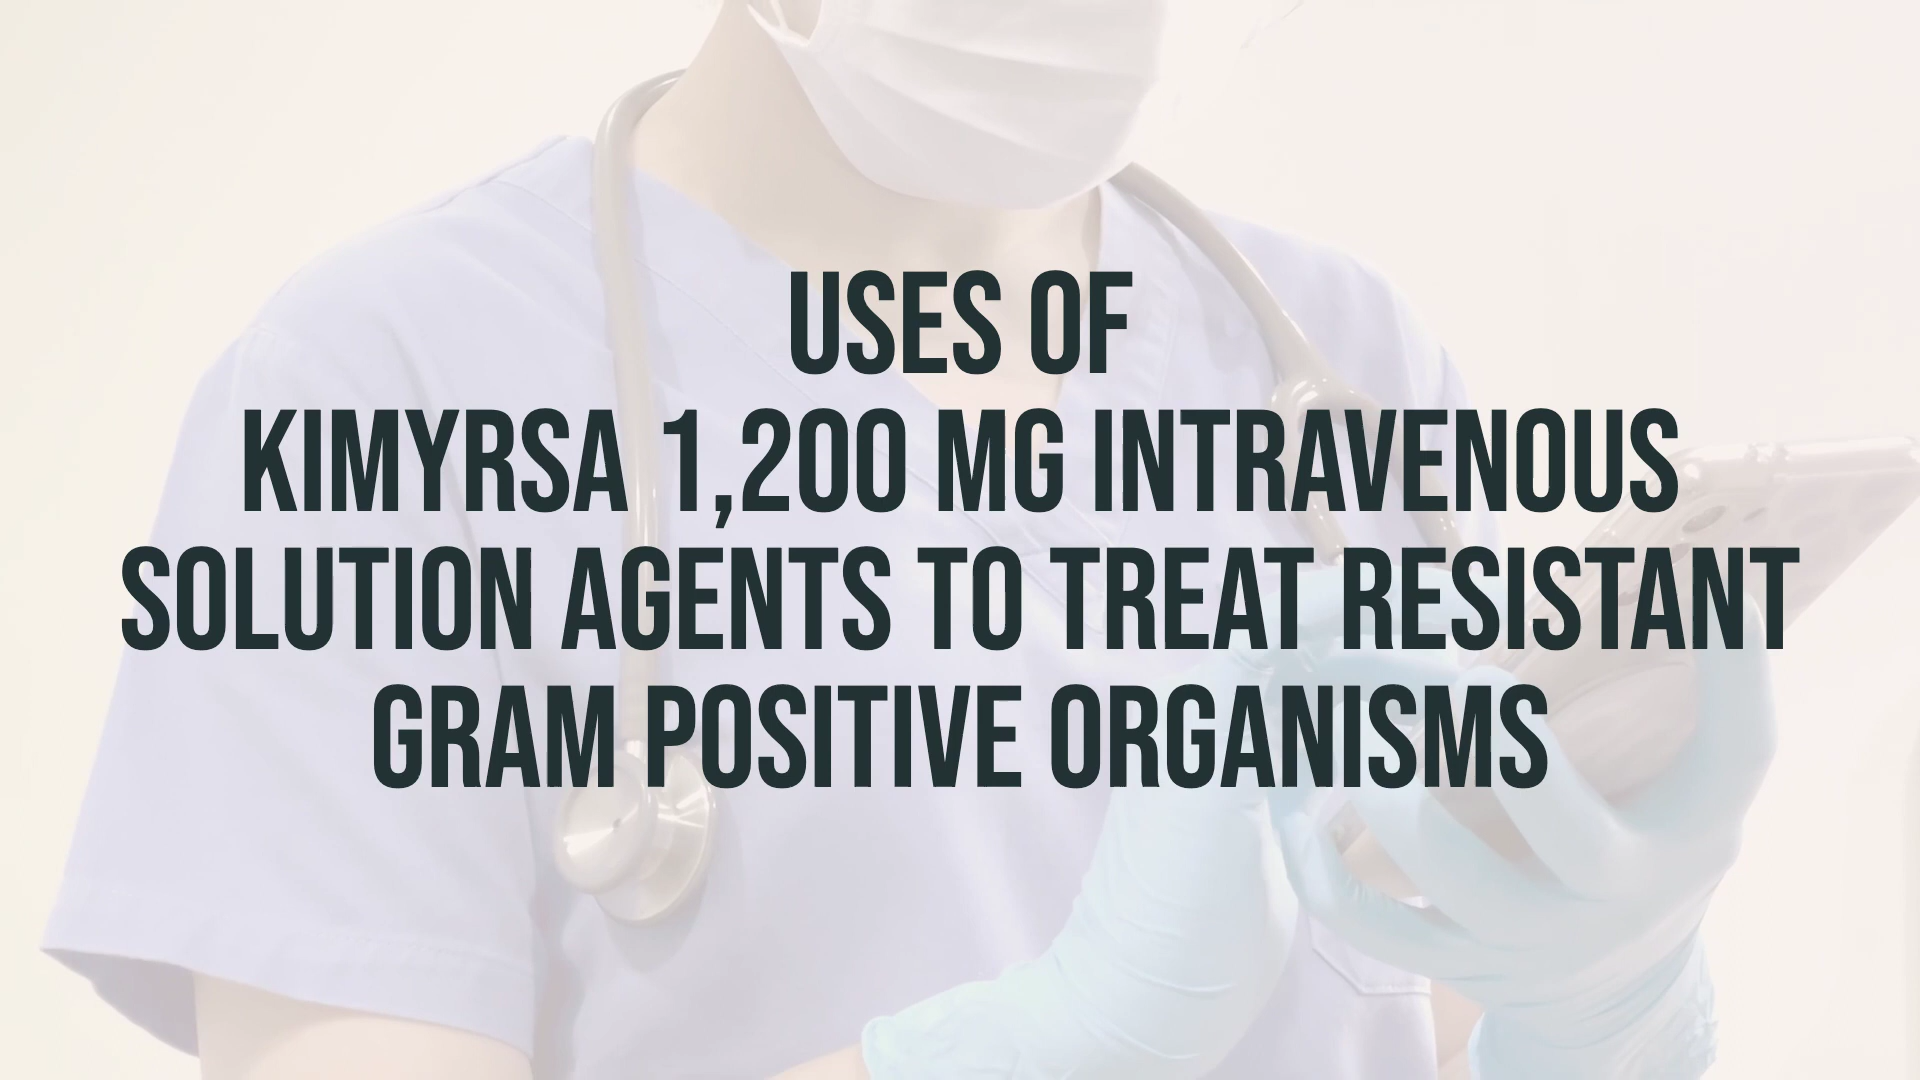 USES OF
KIMYRSA 1,200 MG INTRAVENOUS
SOLUTION AGENTS TO TREAT RESISTANT
GRAM POSITIVE ORGANISMS